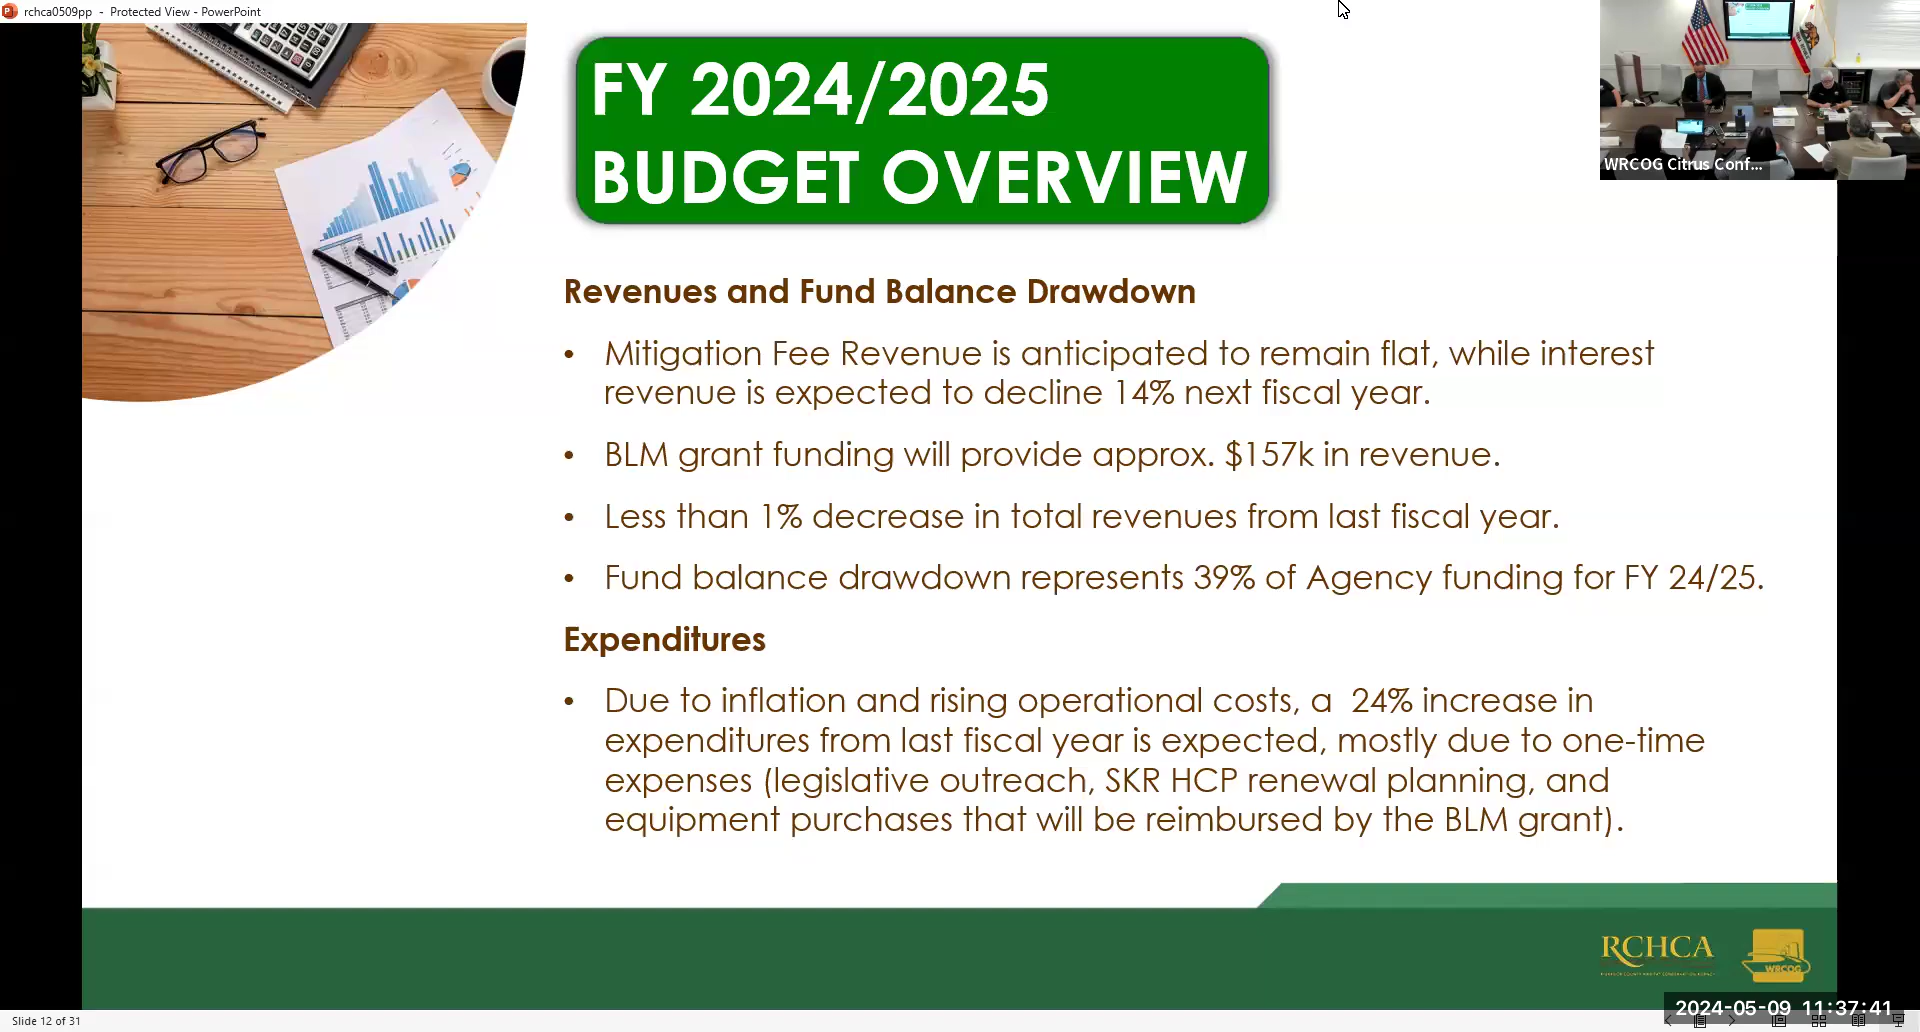 rchca0509pp - Protected View - PowerPoint
FY 2024/2025
BUDGET OVERVIEW
WRCOG Citrus Conf...
Revenues and Fund Balance Drawdown
• Mitigation Fee Revenue is anticipated to remain flat, while interest
revenue is expected to decline 14% next fiscal year.
• BLM grant funding will provide approx. $157k in revenue.
• Less than 1% decrease in total revenues from last fiscal year.
• Fund balance drawdown represents 39% of Agency funding for FY 24/25.
Expenditures
• Due to inflation and rising operational costs, a 24% increase in
expenditures from last fiscal year is expected, mostly due to one-time
expenses (legislative outreach, SKR HCP renewal planning, and
equipment purchases that will be reimbursed by the BLM grant).
RCHCA
WRCOG
2024-05-09 11:37:41
Slide 12 of 31